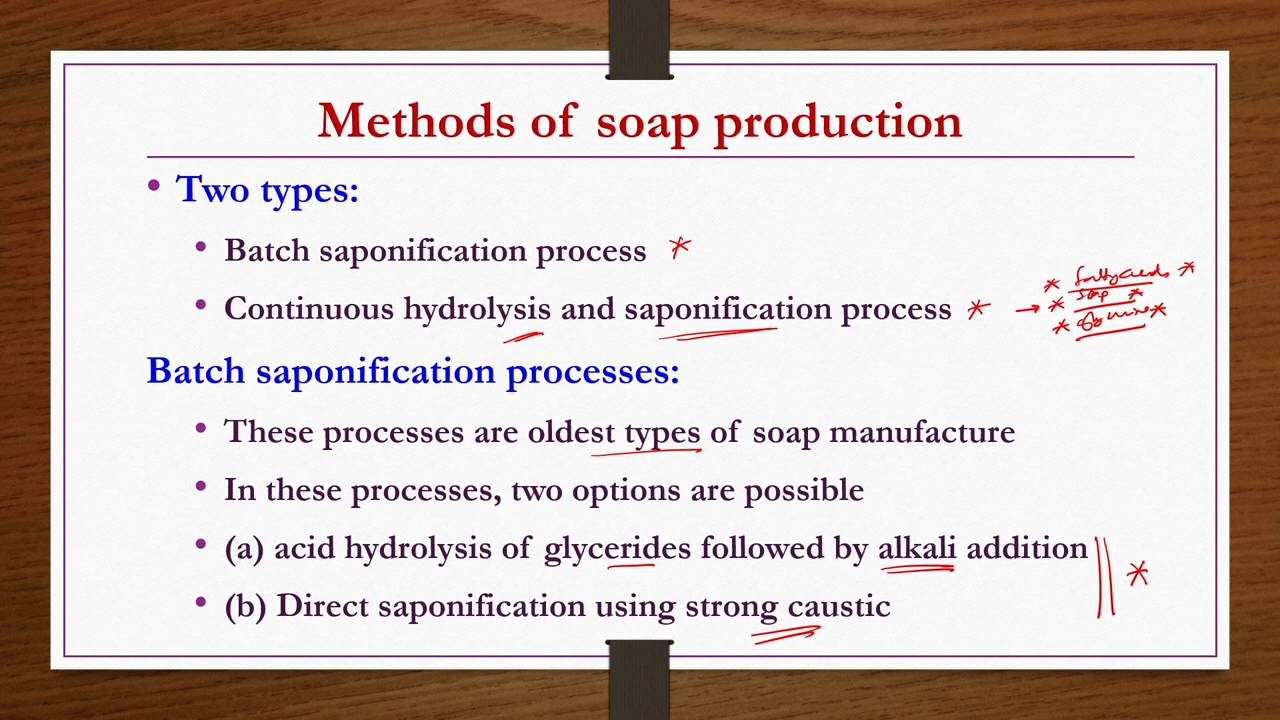 Methods of soap production
• Two types:
• Batch saponification process *
• Continuous hydrolysis and saponification process * →
* fatty acids *
* soap *
* glycerine *
Batch saponification processes:
• These processes are oldest types of soap manufacture
• In these processes, two options are possible
• (a) acid hydrolysis of glycerides followed by alkali addition
• (b) Direct saponification using strong caustic
*